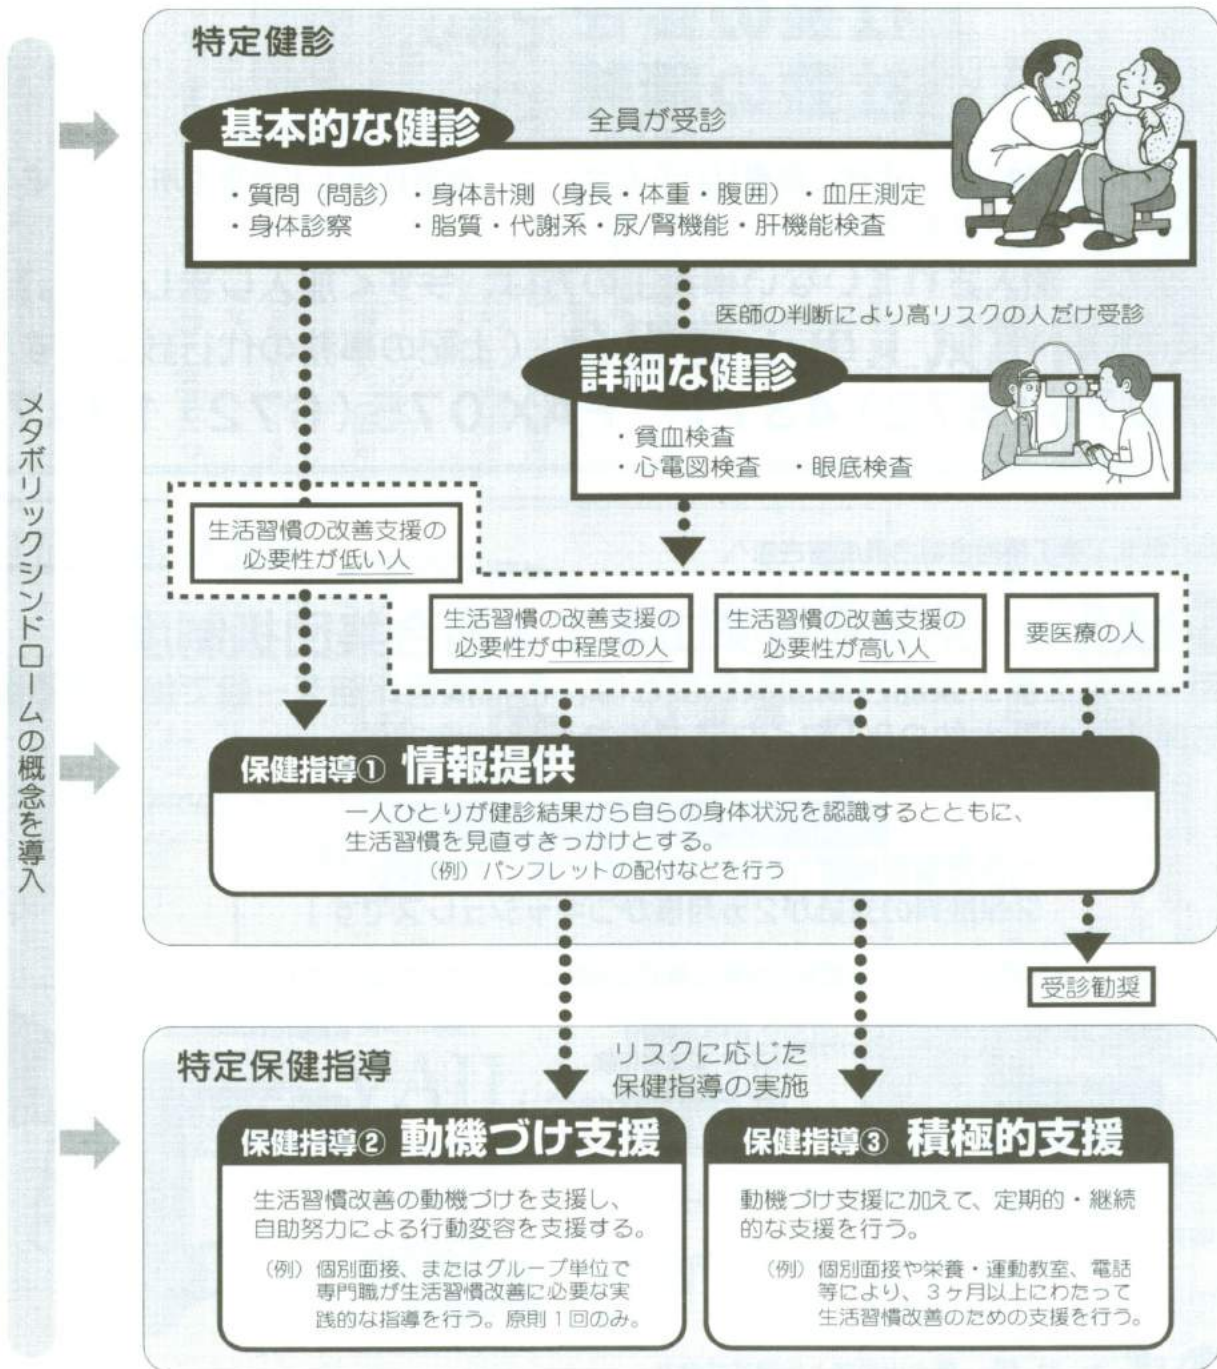 特定健診
基本的な健診
全員が受診
・質問（問診）・身体計測（身長・体重・腹囲）・血圧測定
・身体診察　・脂質・代謝系・尿/腎機能・肝機能検査
医師の判断により高リスクの人だけ受診
詳細な健診
・貧血検査
・心電図検査　・眼底検査
メタボリックシンドロームの概念を導入
生活習慣の改善支援の
必要性が低い人
生活習慣の改善支援の
必要性が中程度の人
生活習慣の改善支援の
必要性が高い人
要医療の人
保健指導① 情報提供
一人ひとりが健診結果から自らの身体状況を認識するとともに、
生活習慣を見直すきっかけとする。
（例）パンフレットの配付などを行う
受診勧奨
特定保健指導
リスクに応じた
保健指導の実施
保健指導② 動機づけ支援
生活習慣改善の動機づけを支援し、
自助努力による行動変容を支援する。
（例）個別面接、またはグループ単位で
専門職が生活習慣改善に必要な実
践的な指導を行う。原則１回のみ。
保健指導③ 積極的支援
動機づけ支援に加えて、定期的・継続
的な支援を行う。
（例）個別面接や栄養・運動教室、電話
等により、３ヶ月以上にわたって
生活習慣改善のための支援を行う。